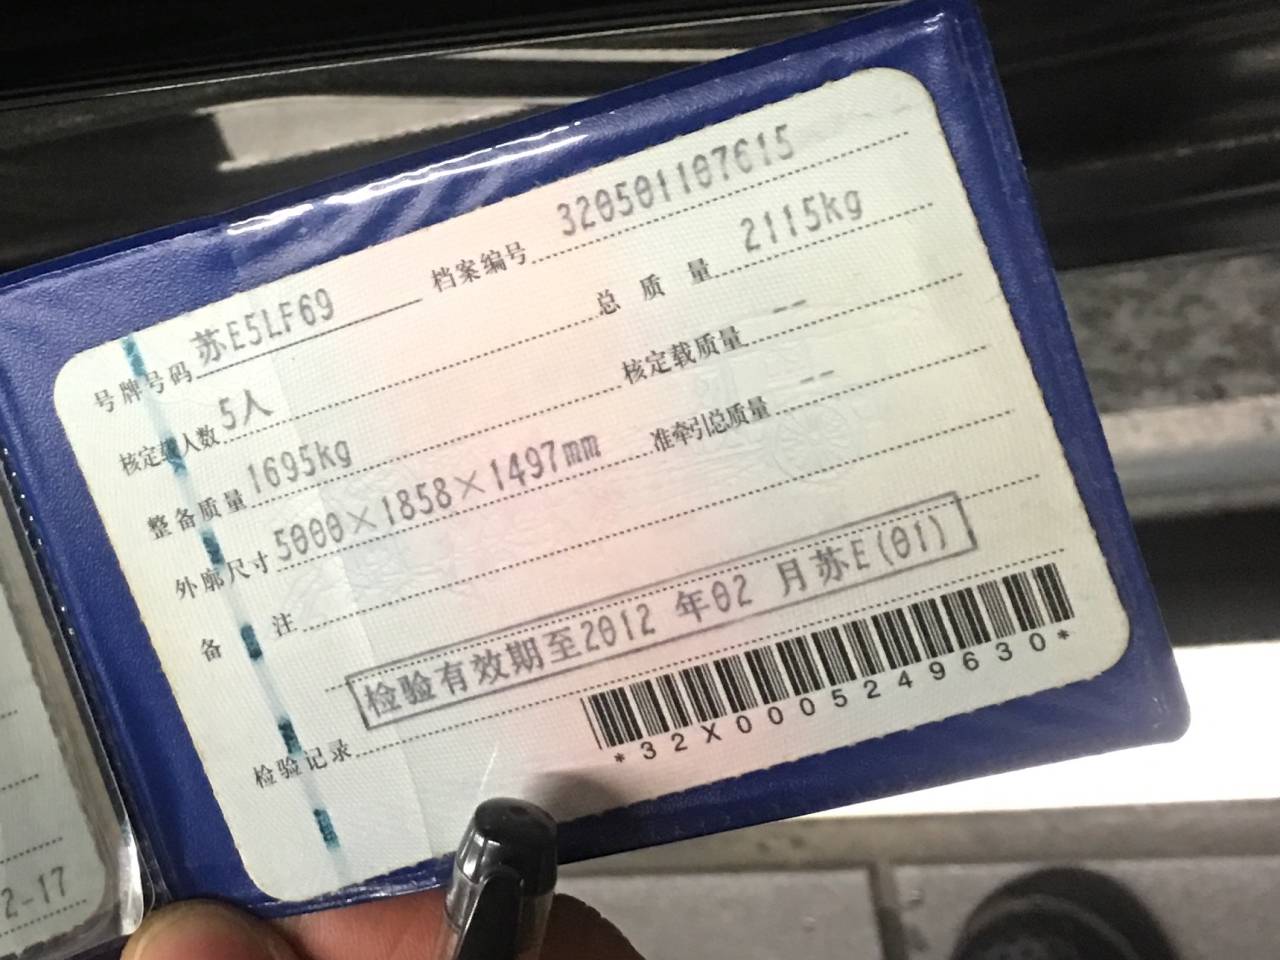 号牌号码 苏E5LF69 档案编号 320501107615
核定载人数 5人 总质量 2115kg
整备质量 1695kg 核定载质量 --
外廓尺寸 5000×1858×1497mm 准牵引总质量 --
备注
检验有效期至2012 年02 月苏E(01)
检验记录
*32X0005249630*
2-17